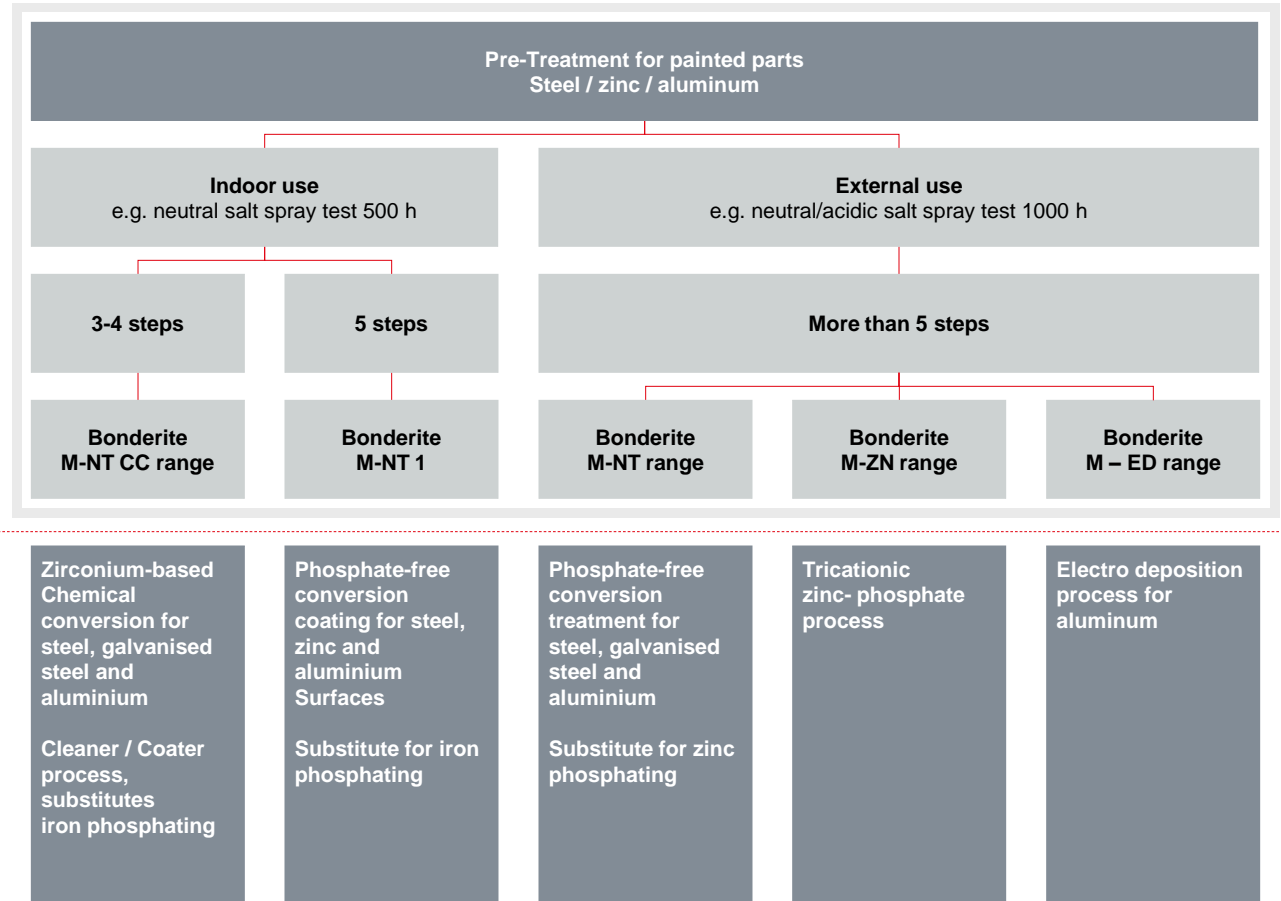 Pre-Treatment for painted parts
Steel / zinc / aluminum
Indoor use
e.g. neutral salt spray test 500 h
External use
e.g. neutral/acidic salt spray test 1000 h
3-4 steps
5 steps
More than 5 steps
Bonderite
M-NT CC range
Bonderite
M-NT 1
Bonderite
M-NT range
Bonderite
M-ZN range
Bonderite
M – ED range
Zirconium-based
Chemical
conversion for
steel, galvanised
steel and
aluminium
Cleaner / Coater
process,
substitutes
iron phosphating
Phosphate-free
conversion
coating for steel,
zinc and
aluminium
Surfaces
Substitute for iron
phosphating
Phosphate-free
conversion
treatment for
steel, galvanised
steel and
aluminium
Substitute for zinc
phosphating
Tricationic
zinc- phosphate
process
Electro deposition
process for
aluminum